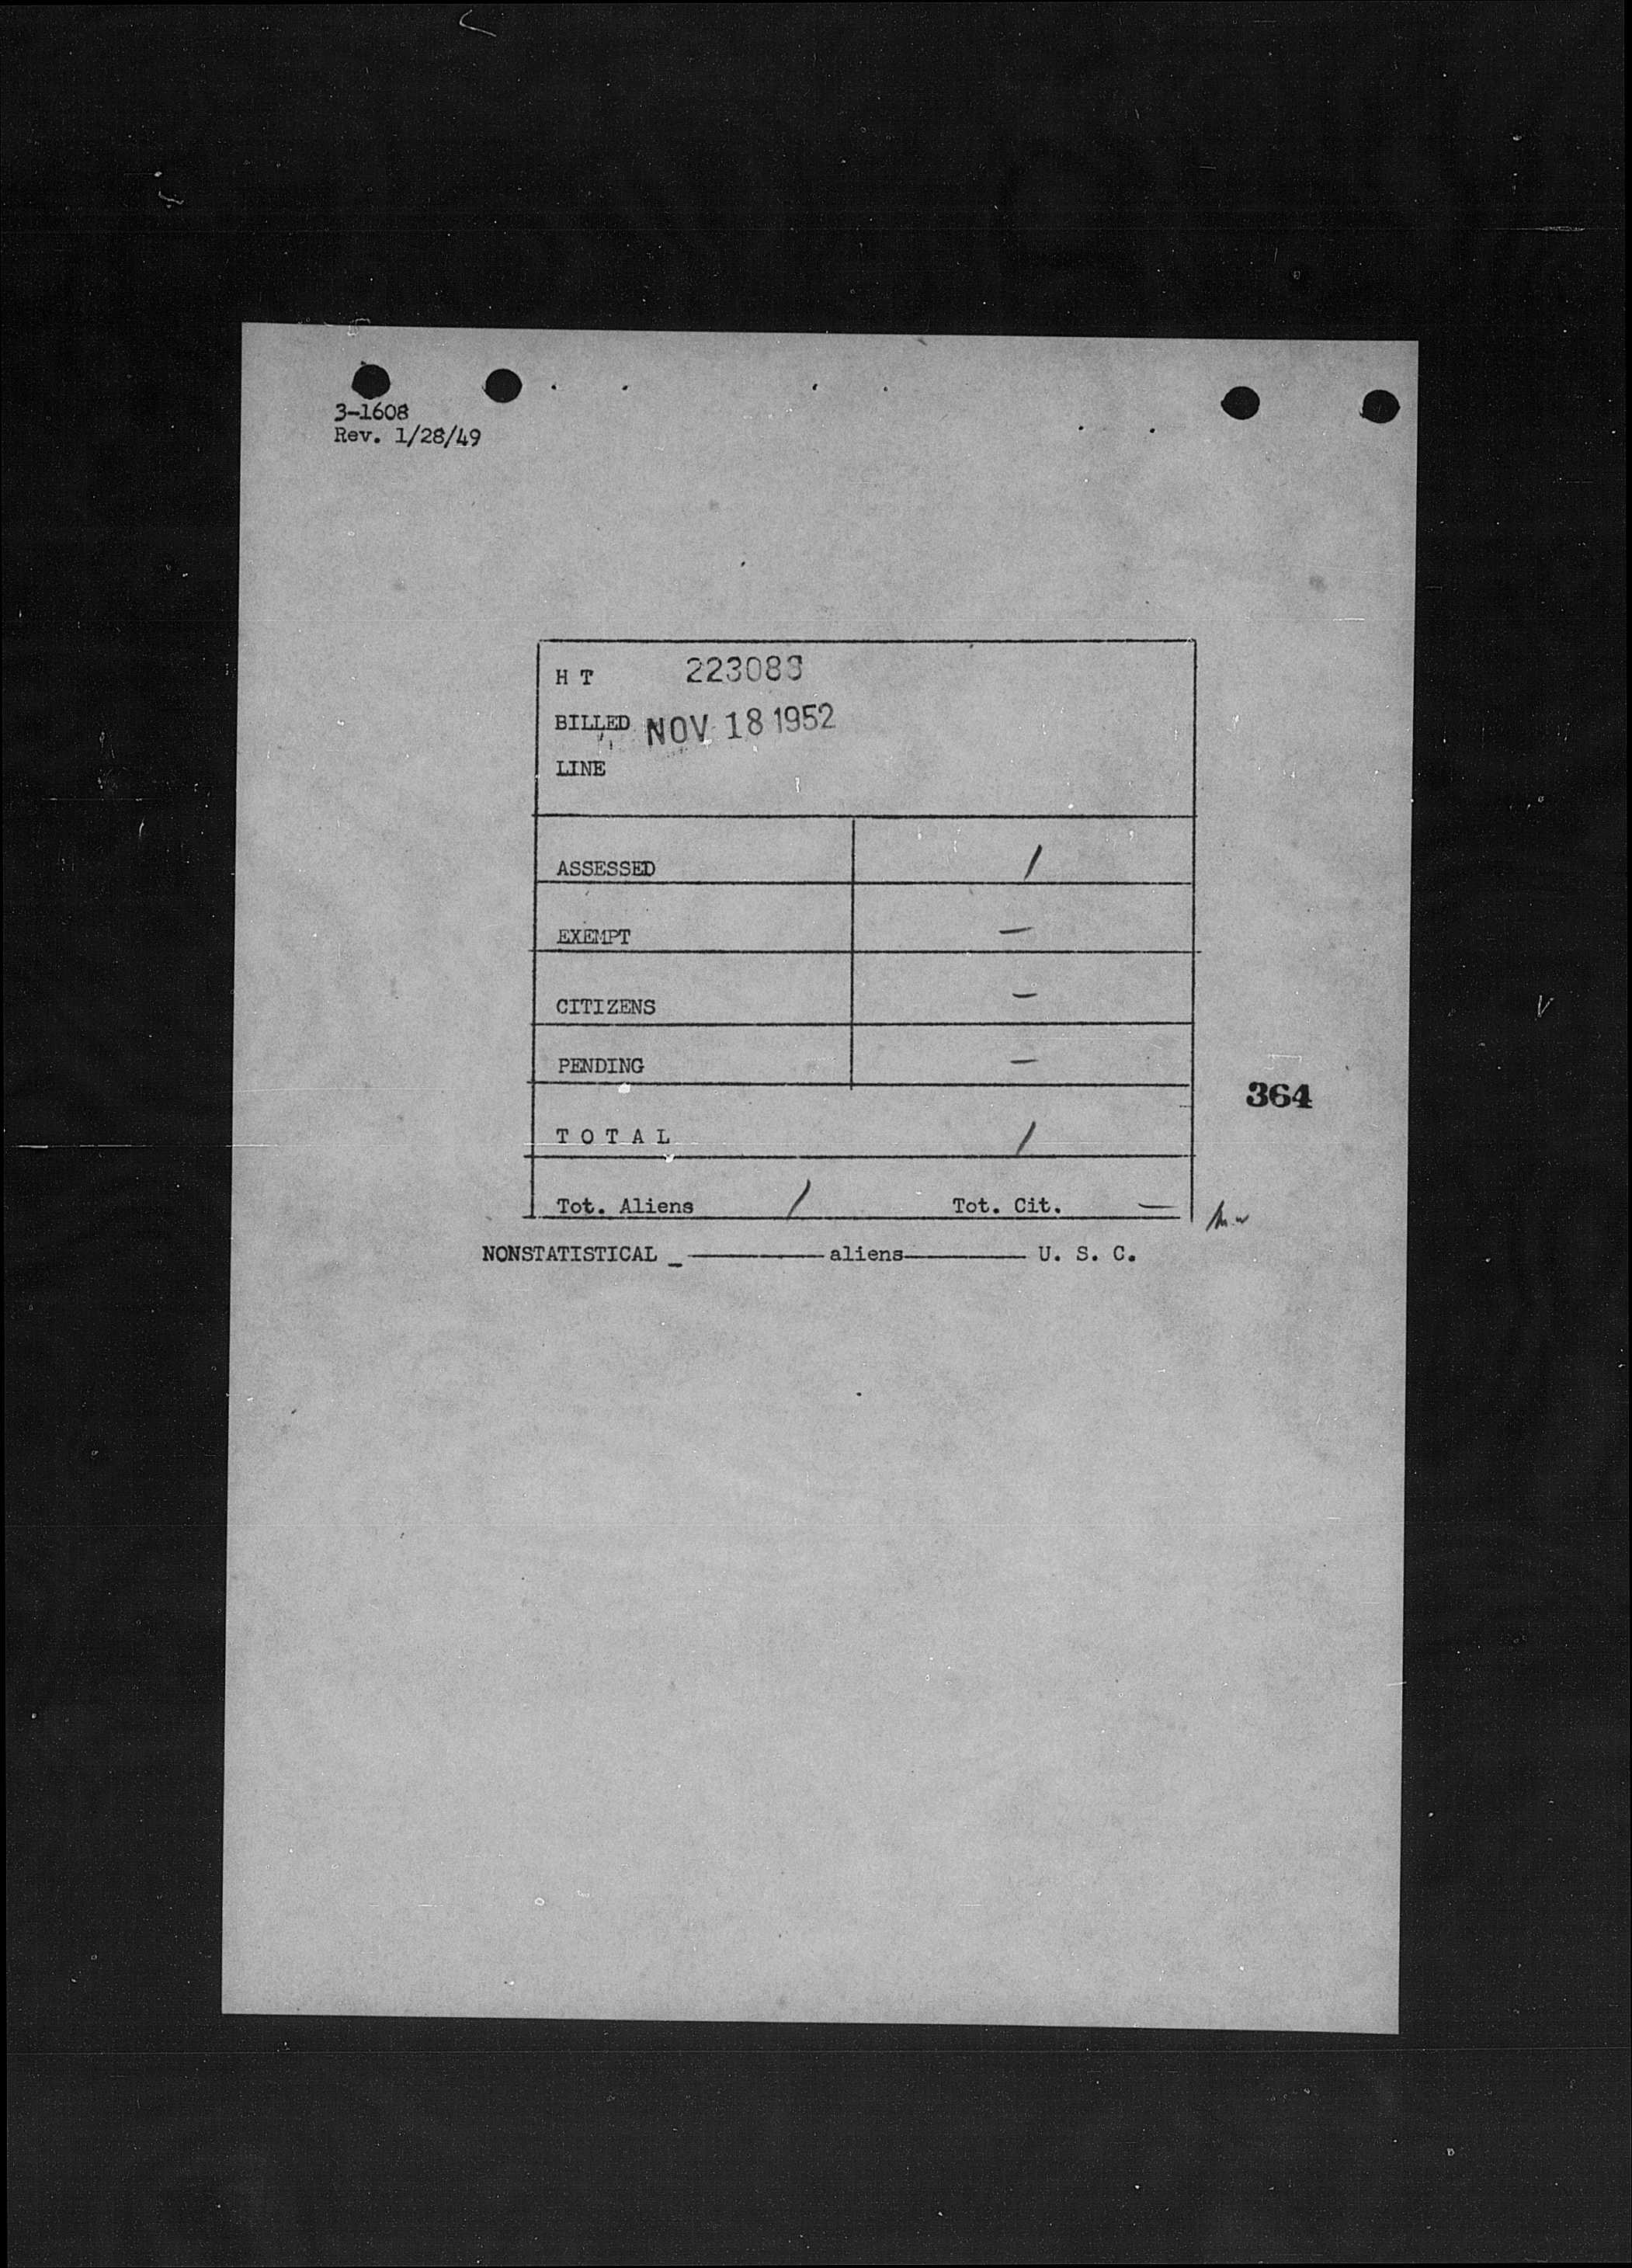 3-1608
Rev. 1/28/49
H T 223083
BILLED NOV 18 1952
LINE
ASSESSED /
EXEMPT —
CITIZENS —
PENDING —
364
T O T A L /
Tot. Aliens / Tot. Cit. —
NONSTATISTICAL _ ———— aliens ———— U. S. C.